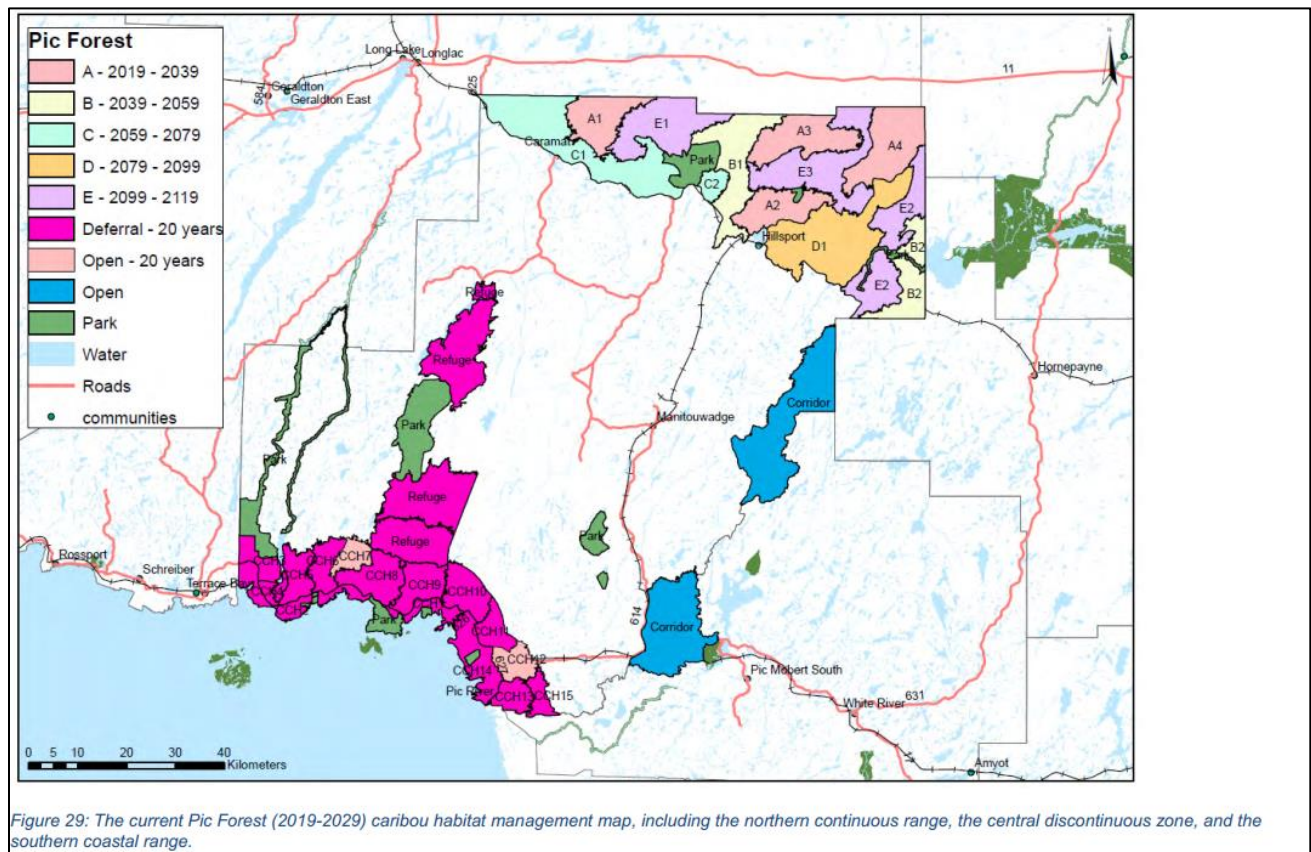 Pic Forest
A - 2019 - 2039
B - 2039 - 2059
C - 2059 - 2079
D - 2079 - 2099
E - 2099 - 2119
Deferral - 20 years
Open - 20 years
Open
Park
Water
Roads
communities
Long Lake
Longlac
11
584
Geraldton
Geraldton East
625
Caramat
A1
E1
C1
Park
C2
B1
A3
E3
A4
A2
E2
Hillsport
D1
B2
E2
B2
Refuge
Refuge
Park
Park
Corridor
Hornepayne
Manitouwadge
Refuge
Refuge
Park
Rossport
Schreiber
Terrace Bay
CCH7
CCH8
CCH9
CCH10
Park
CCH11
CCH12
CCH14
Pic River
CCH13
CCH15
614
Corridor
Pic Mobert South
White River
631
Amyot
0 5 10 20 30 40
Kilometers
Figure 29: The current Pic Forest (2019-2029) caribou habitat management map, including the northern continuous range, the central discontinuous zone, and the
southern coastal range.